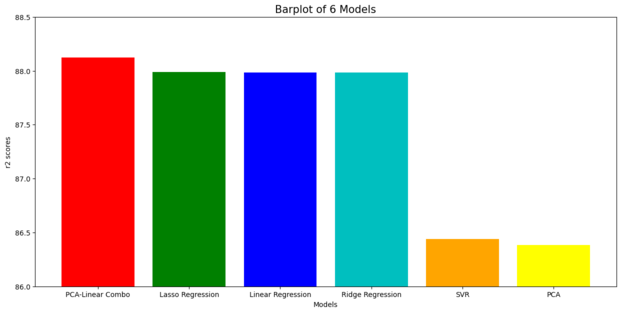 Barplot of 6 Models
88.5
88.0
87.5
87.0
86.5
86.0
r2 scores
PCA-Linear Combo Lasso Regression Linear Regression Ridge Regression SVR PCA
Models